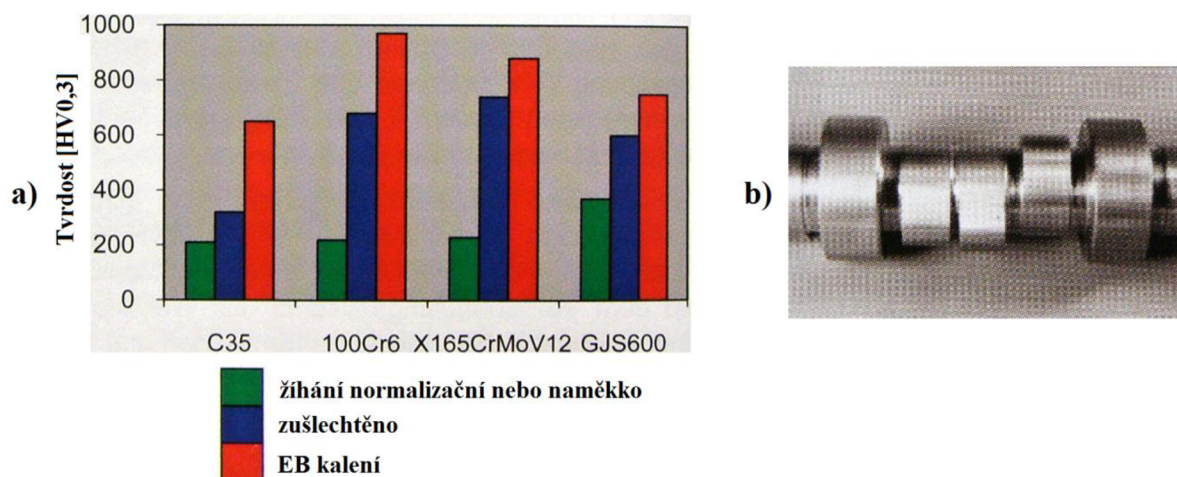 a)
Tvrdost [HV0,3]
1000
800
600
400
200
0
C35 100Cr6 X165CrMoV12 GJS600
žíhání normalizační nebo naměkko
zušlechtěno
EB kalení
b)